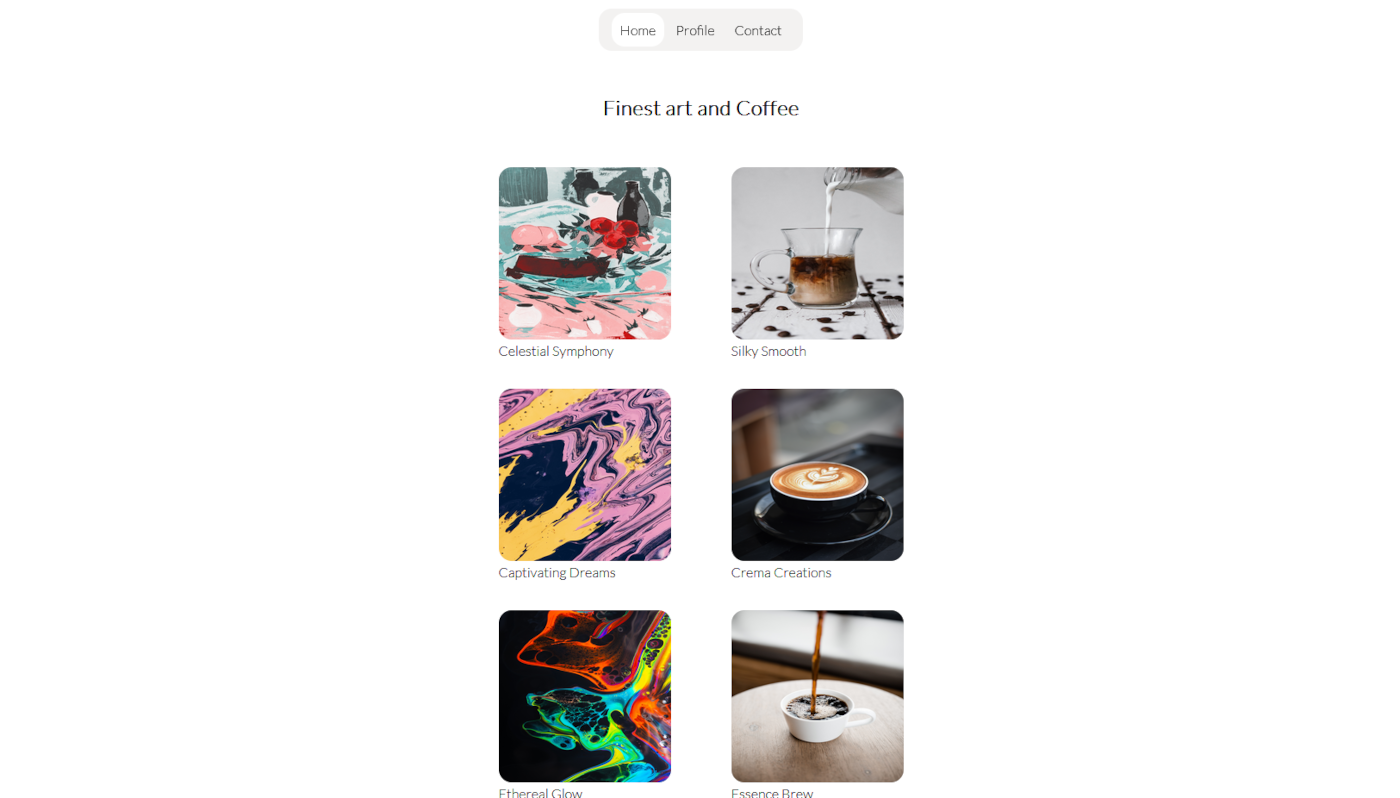 Home Profile Contact
Finest art and Coffee
Celestial Symphony
Silky Smooth
Captivating Dreams
Crema Creations
Ethereal Glow
Essence Brew